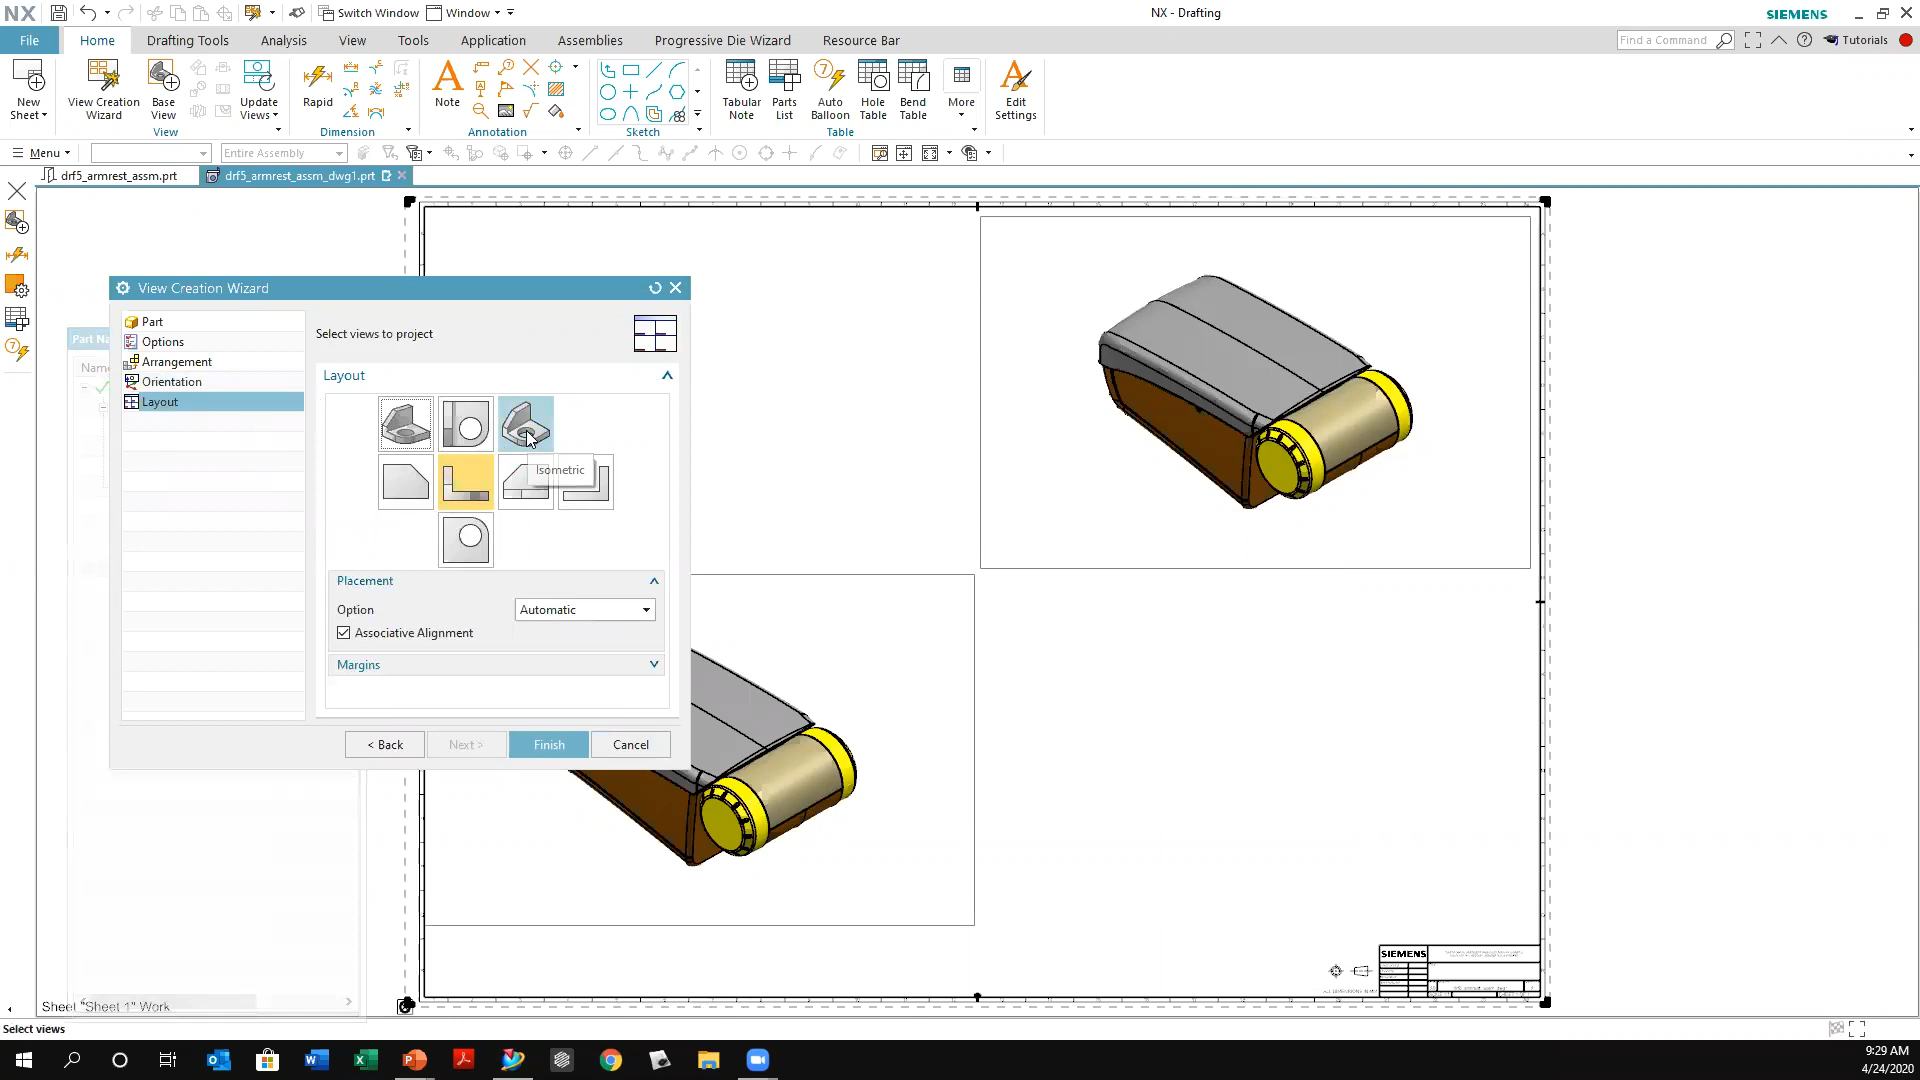 NX
Switch Window
Window
NX - Drafting
SIEMENS
File
Home
Drafting Tools
Analysis
View
Tools
Application
Assemblies
Progressive Die Wizard
Resource Bar
Find a Command
Tutorials
New
Sheet
View Creation
Wizard
Base
View
Update
Views
View
Rapid
Dimension
Note
Annotation
Sketch
Tabular
Note
Parts
List
Auto
Balloon
Hole
Table
Bend
Table
Table
More
Edit
Settings
Menu
Entire Assembly
drf5_armrest_assm.prt
drf5_armrest_assm_dwg1.prt
View Creation Wizard
Part Na
Name
Part
Options
Arrangement
Orientation
Layout
Select views to project
Layout
Isometric
Placement
Option
Automatic
Associative Alignment
Margins
< Back
Next >
Finish
Cancel
SIEMENS
Sheet "Sheet 1" Work
Select views
9:29 AM
4/24/2020